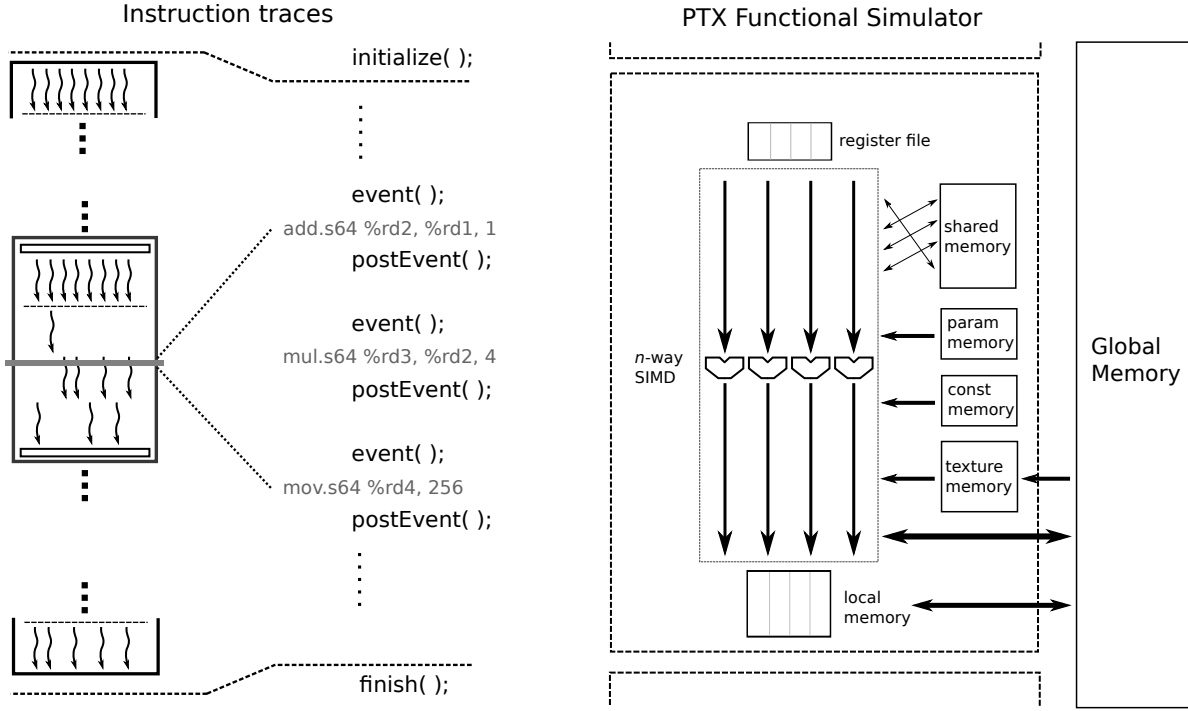 Instruction traces
initialize( );
event( );
add.s64 %rd2, %rd1, 1
postEvent( );
event( );
mul.s64 %rd3, %rd2, 4
postEvent( );
event( );
mov.s64 %rd4, 256
postEvent( );
finish( );
PTX Functional Simulator
register file
shared
memory
param
memory
n-way
SIMD
const
memory
texture
memory
local
memory
Global
Memory